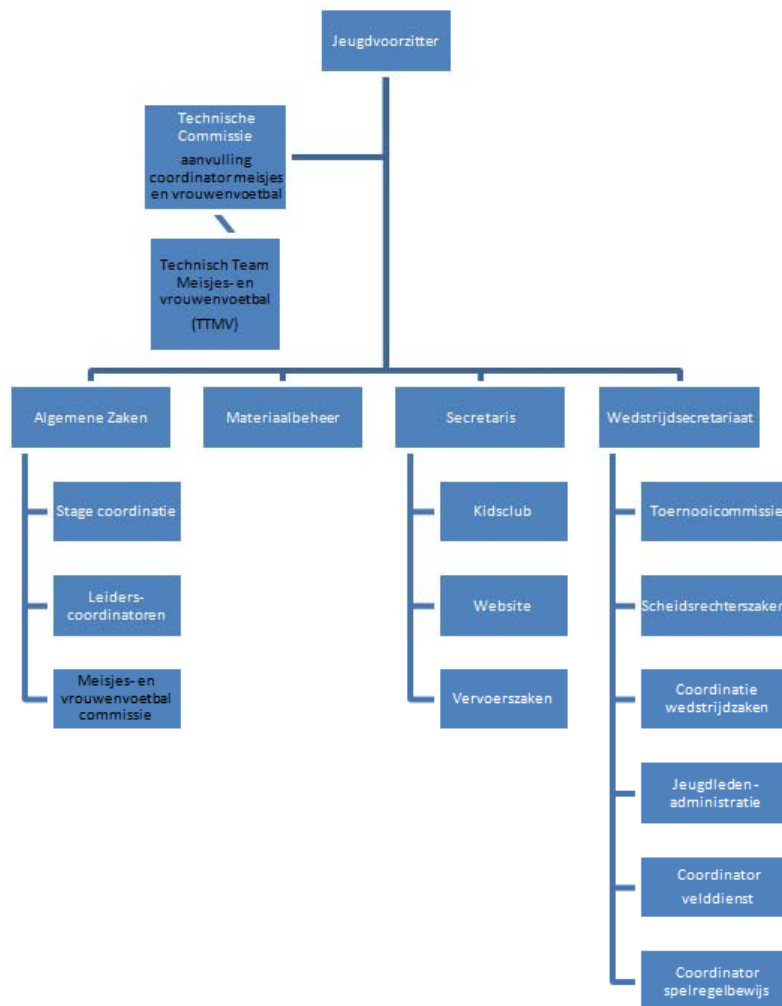 Jeugdvoorzitter
Technische
Commissie
aanvulling
coordinator meisjes
en vrouwenvoetbal
Technisch Team
Meisjes- en
vrouwenvoetbal
(TTMV)
Algemene Zaken
Materiaalbeheer
Secretaris
Wedstrijdsecretariaat
Stage coordinatie
Leiders-
coordinatoren
Meisjes- en
vrouwenvoetbal
commissie
Kidsclub
Website
Vervoerszaken
Toernooicommissie
Scheidsrechterszaken
Coordinatie
wedstrijdzaken
Jeugdleden-
administratie
Coordinator
velddienst
Coordinator
spelregelbewijs